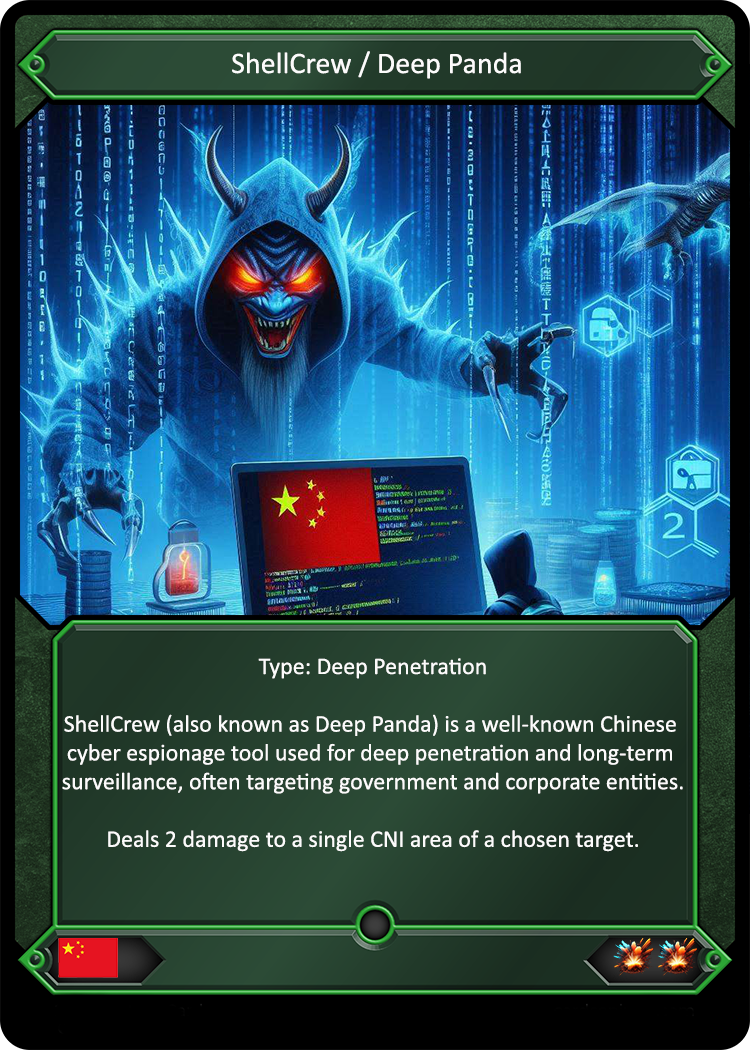 ShellCrew / Deep Panda
2
Type: Deep Penetration
ShellCrew (also known as Deep Panda) is a well-known Chinese
cyber espionage tool used for deep penetration and long-term
surveillance, often targeting government and corporate entities.
Deals 2 damage to a single CNI area of a chosen target.